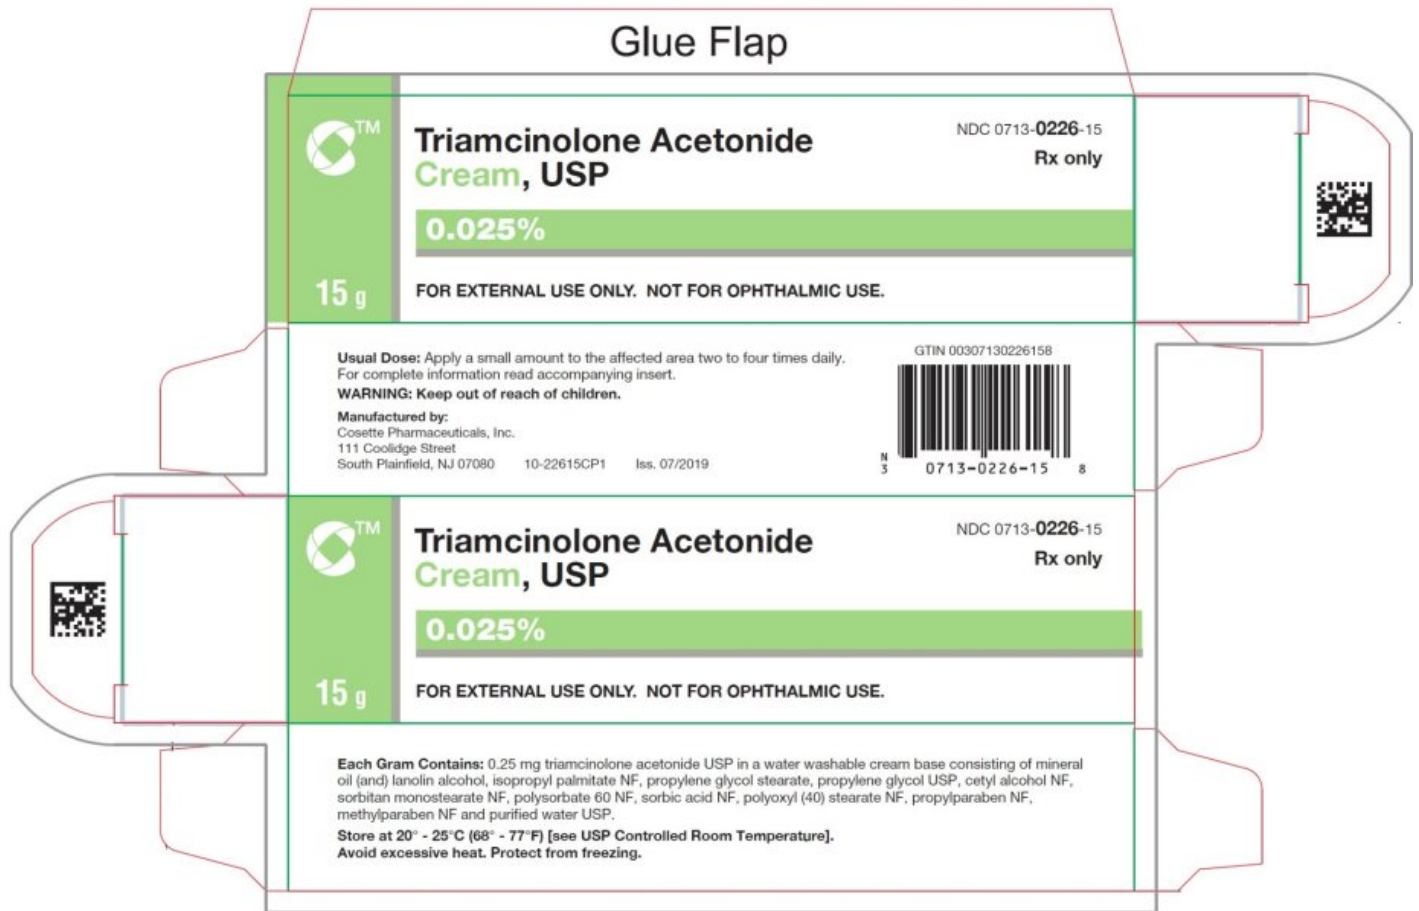 Glue Flap
TM
Triamcinolone Acetonide
Cream, USP
NDC 0713-0226-15
Rx only
0.025%
15 g
FOR EXTERNAL USE ONLY.  NOT FOR OPHTHALMIC USE.
Usual Dose: Apply a small amount to the affected area two to four times daily.
For complete information read accompanying insert.
WARNING: Keep out of reach of children.
Manufactured by:
Cosette Pharmaceuticals, Inc.
111 Coolidge Street
South Plainfield, NJ 07080 10-22615CP1 Iss. 07/2019
GTIN 00307130226158
N
3 0713-0226-15 8
TM
Triamcinolone Acetonide
Cream, USP
NDC 0713-0226-15
Rx only
0.025%
15 g
FOR EXTERNAL USE ONLY.  NOT FOR OPHTHALMIC USE.
Each Gram Contains: 0.25 mg triamcinolone acetonide USP in a water washable cream base consisting of mineral
oil (and) lanolin alcohol, isopropyl palmitate NF, propylene glycol stearate, propylene glycol USP, cetyl alcohol NF,
sorbitan monostearate NF, polysorbate 60 NF, sorbic acid NF, polyoxyl (40) stearate NF, propylparaben NF,
methylparaben NF and purified water USP.
Store at 20° - 25°C (68° - 77°F) [see USP Controlled Room Temperature].
Avoid excessive heat. Protect from freezing.